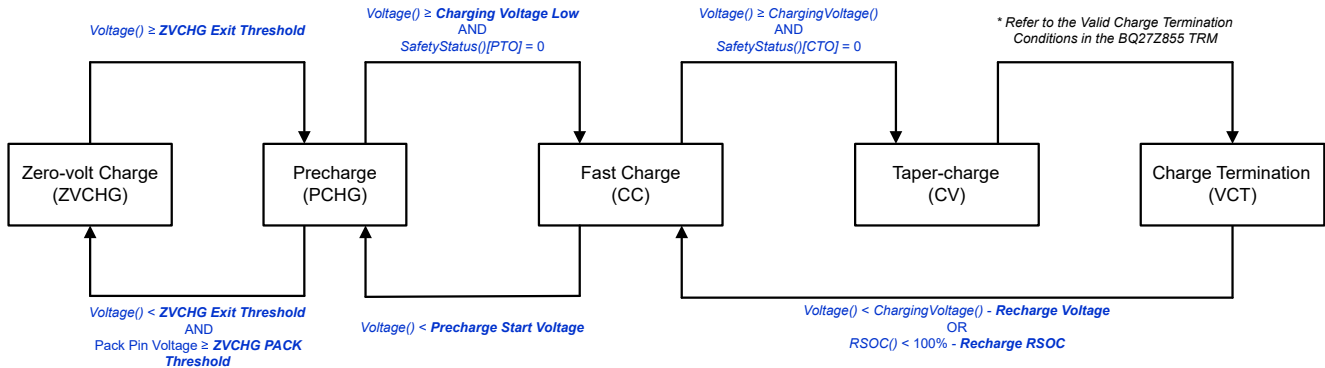 Voltage() ≥ ZVCHG Exit Threshold
Voltage() ≥ Charging Voltage Low
AND
SafetyStatus()[PTO] = 0
Voltage() ≥ ChargingVoltage()
AND
SafetyStatus()[CTO] = 0
* Refer to the Valid Charge Termination
Conditions in the BQ27Z855 TRM
Zero-volt Charge
(ZVCHG)
Precharge
(PCHG)
Fast Charge
(CC)
Taper-charge
(CV)
Charge Termination
(VCT)
Voltage() < ZVCHG Exit Threshold
AND
Pack Pin Voltage ≥ ZVCHG PACK
Threshold
Voltage() < Precharge Start Voltage
Voltage() < ChargingVoltage() - Recharge Voltage
OR
RSOC() < 100% - Recharge RSOC